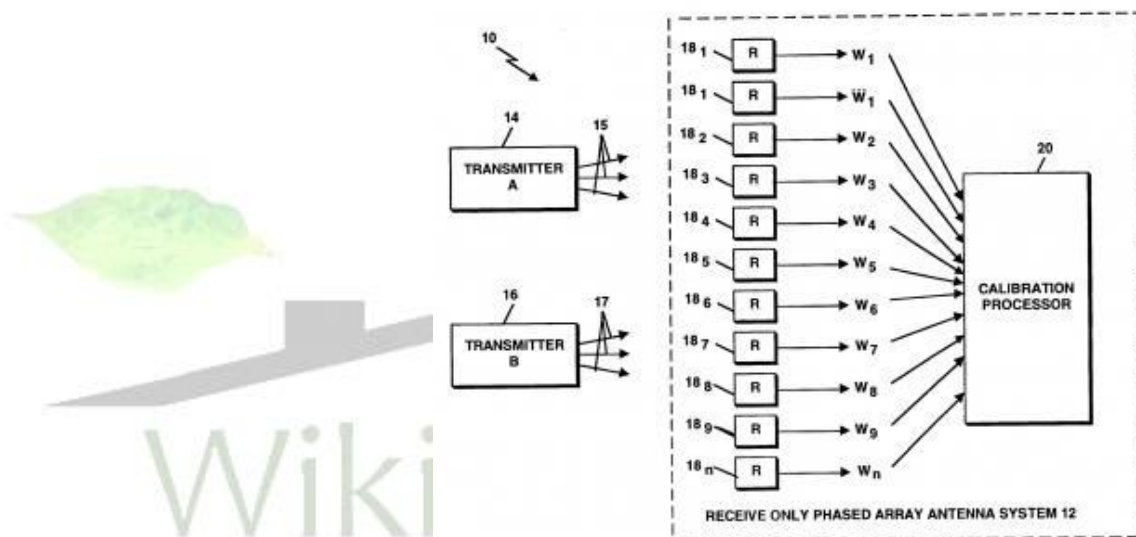 10
14
15
TRANSMITTER
A
16
17
TRANSMITTER
B
18 1 R W 1
18 1 R W 1
18 2 R W 2
18 3 R W 3
18 4 R W 4
18 5 R W 5
18 6 R W 6
18 7 R W 7
18 8 R W 8
18 9 R W 9
18 n R W n
20
CALIBRATION
PROCESSOR
RECEIVE ONLY PHASED ARRAY ANTENNA SYSTEM 12
Wiki